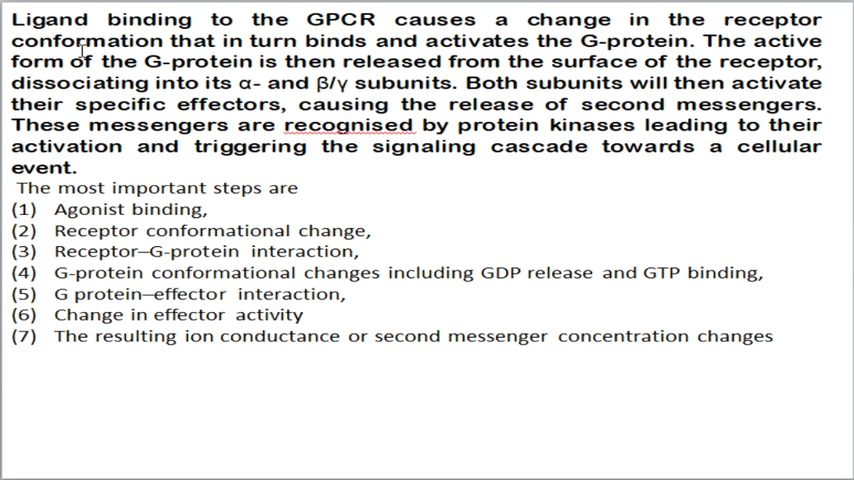 Ligand binding to the GPCR causes a change in the receptor
conformation that in turn binds and activates the G-protein. The active
form of the G-protein is then released from the surface of the receptor,
dissociating into its α- and β/γ subunits. Both subunits will then activate
their specific effectors, causing the release of second messengers.
These messengers are recognised by protein kinases leading to their
activation and triggering the signaling cascade towards a cellular
event.
The most important steps are
(1) Agonist binding,
(2) Receptor conformational change,
(3) Receptor–G-protein interaction,
(4) G-protein conformational changes including GDP release and GTP binding,
(5) G protein–effector interaction,
(6) Change in effector activity
(7) The resulting ion conductance or second messenger concentration changes